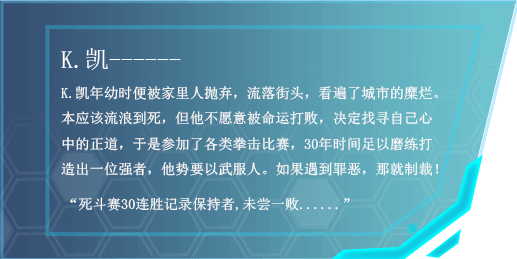 K.凯------
K.凯年幼时便被家里人抛弃，流落街头，看遍了城市的糜烂。
本应该流浪到死，但他不愿意被命运打败，决定找寻自己心
中的正道，于是参加了各类拳击比赛，30年时间足以磨练打
造出一位强者，他势要以武服人。如果遇到罪恶，那就制裁！
“死斗赛30连胜记录保持者,未尝一败......”